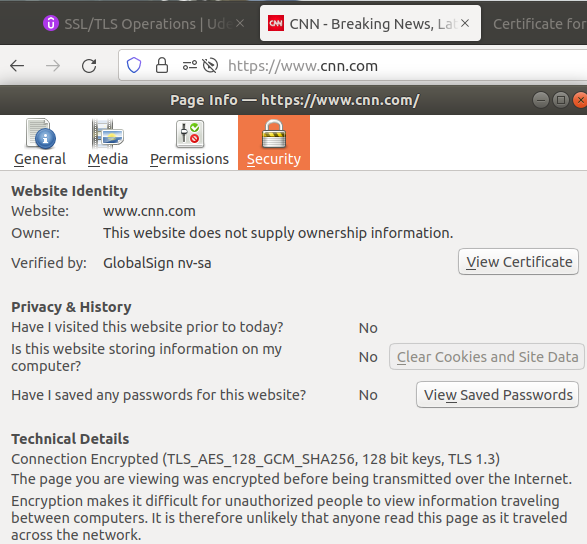 SSL/TLS Operations | Ude
CNN - Breaking News, Lat
Certificate for
https://www.cnn.com
Page Info — https://www.cnn.com/
General Media Permissions Security
Website Identity
Website: www.cnn.com
Owner: This website does not supply ownership information.
Verified by: GlobalSign nv-sa View Certificate
Privacy & History
Have I visited this website prior to today? No
Is this website storing information on my
computer? No Clear Cookies and Site Data
Have I saved any passwords for this website? No View Saved Passwords
Technical Details
Connection Encrypted (TLS_AES_128_GCM_SHA256, 128 bit keys, TLS 1.3)
The page you are viewing was encrypted before being transmitted over the Internet.
Encryption makes it difficult for unauthorized people to view information traveling
between computers. It is therefore unlikely that anyone read this page as it traveled
across the network.